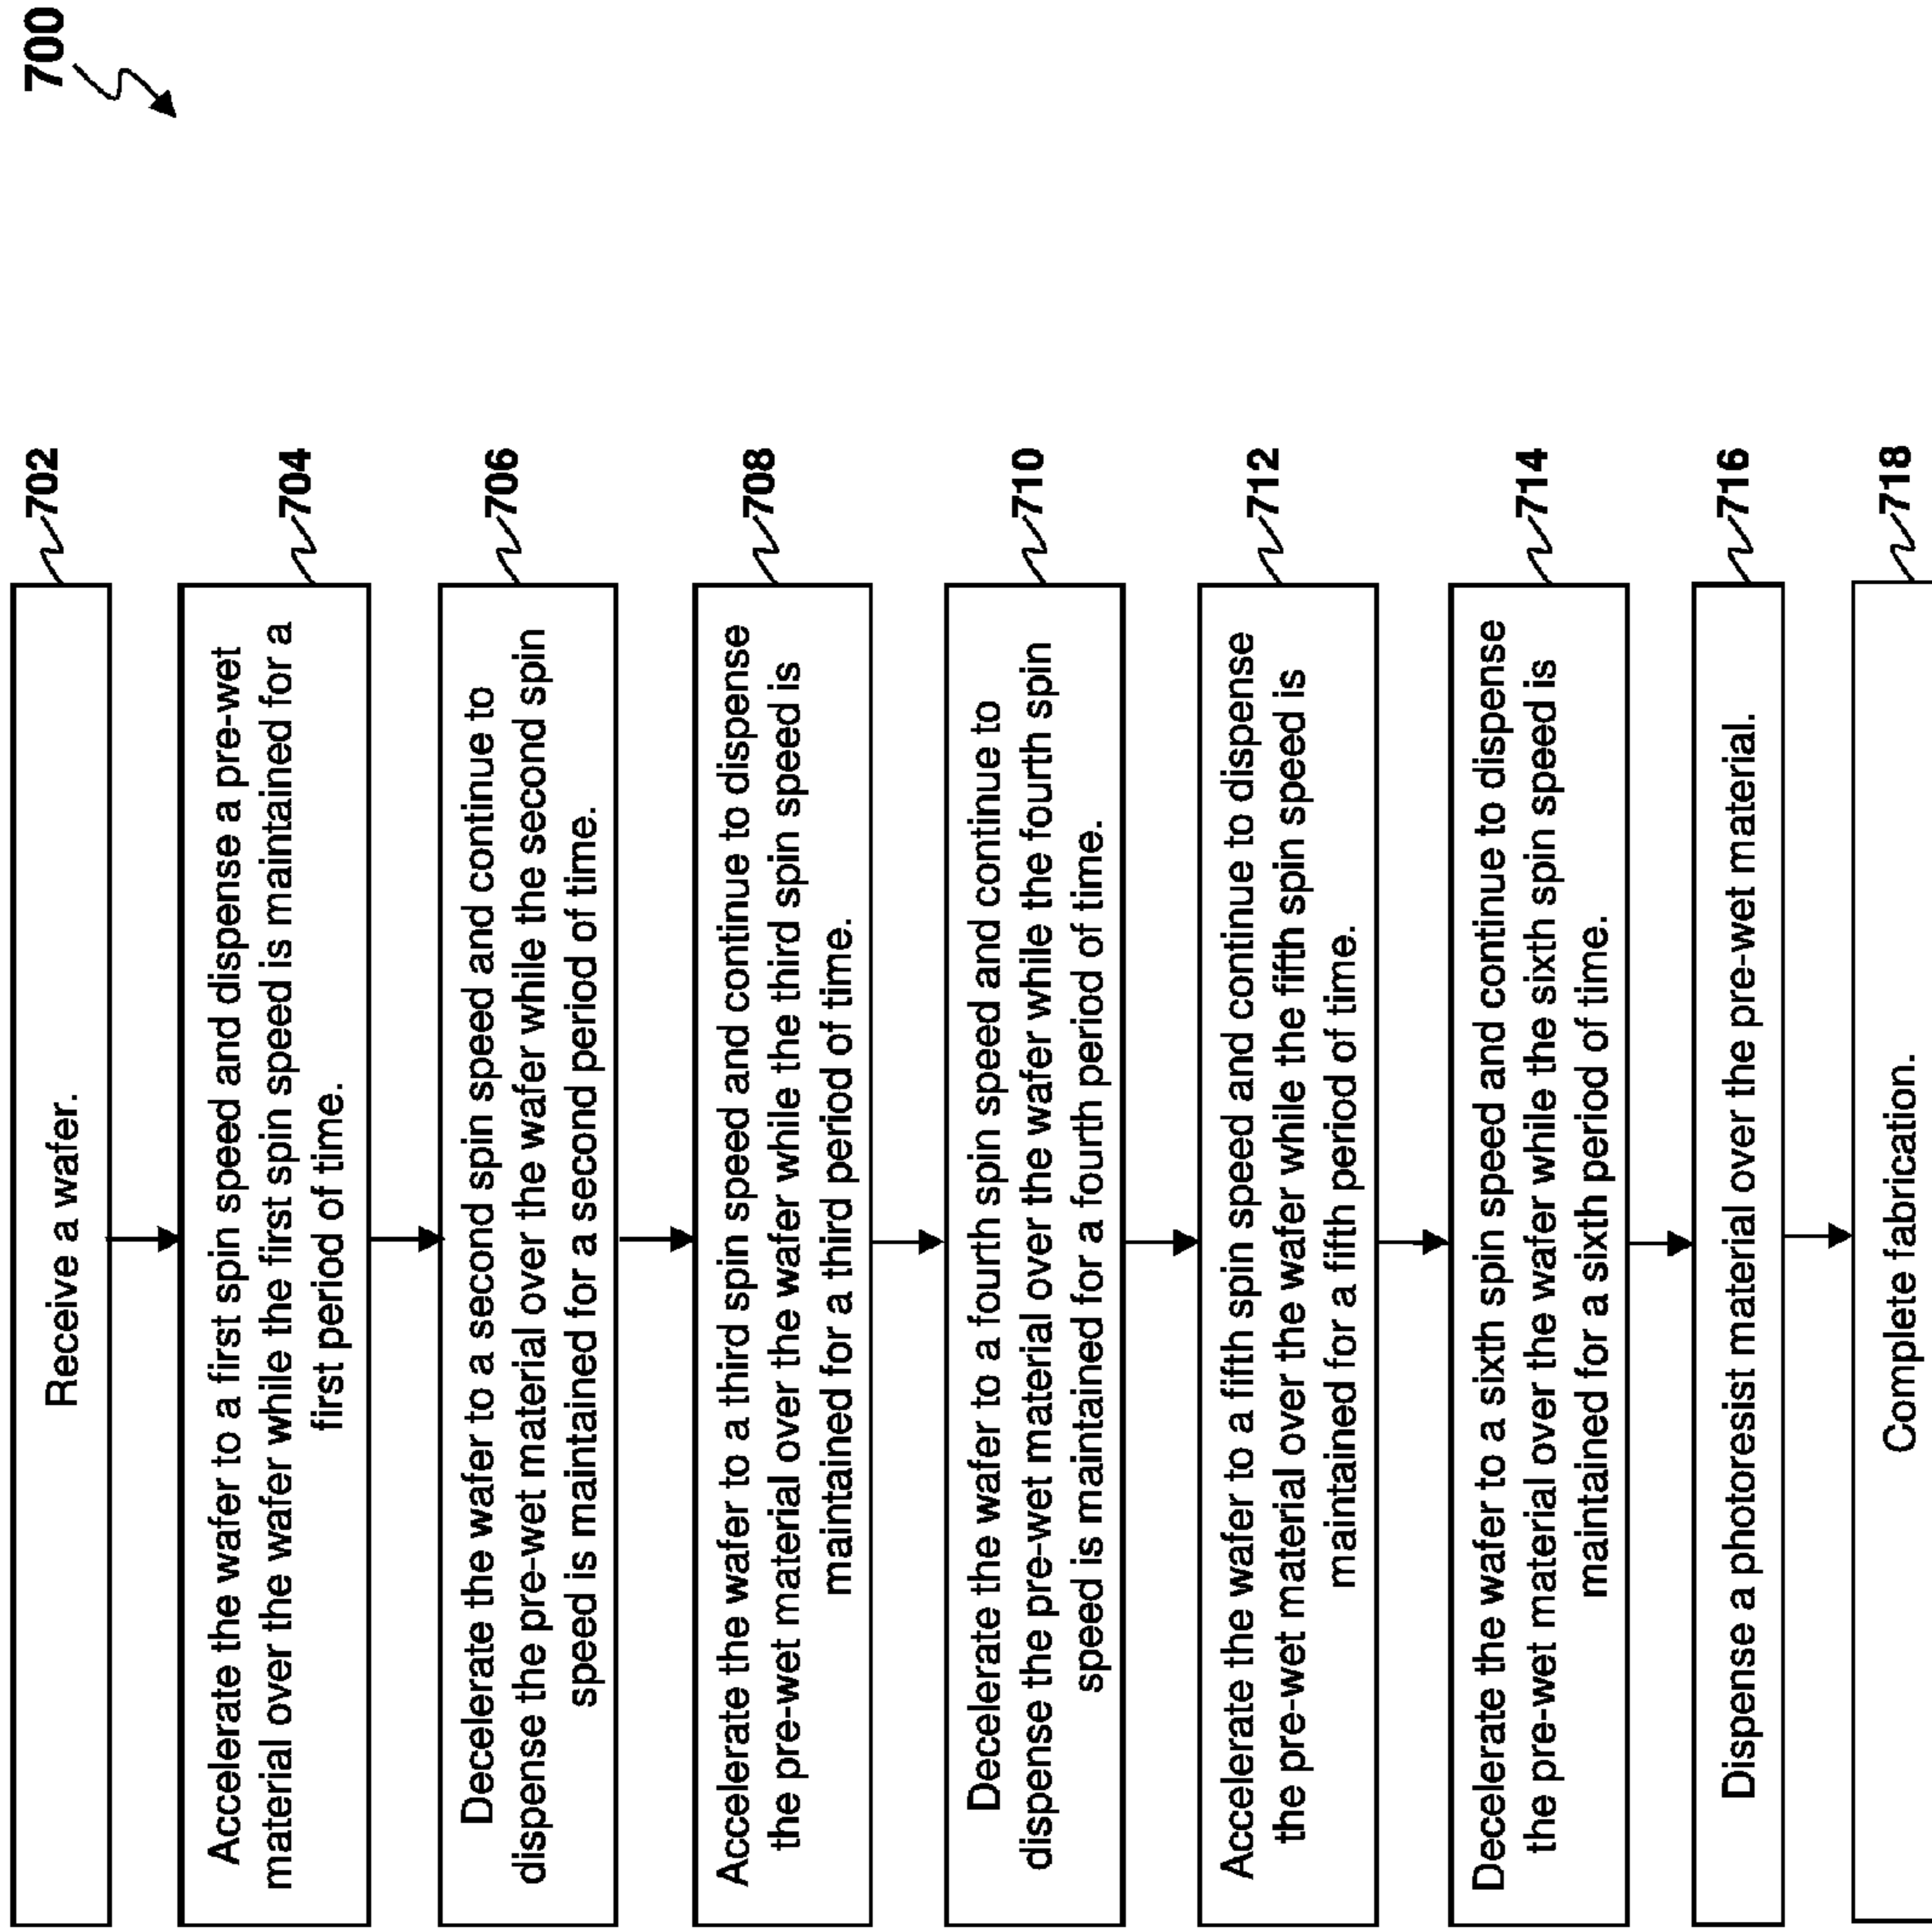 700
Receive a wafer.
702
Accelerate the wafer to a first spin speed and dispense a pre-wet
material over the wafer while the first spin speed is maintained for a
first period of time.
704
Decelerate the wafer to a second spin speed and continue to
dispense the pre-wet material over the wafer while the second spin
speed is maintained for a second period of time.
706
Accelerate the wafer to a third spin speed and continue to dispense
the pre-wet material over the wafer while the third spin speed is
maintained for a third period of time.
708
Decelerate the wafer to a fourth spin speed and continue to
dispense the pre-wet material over the wafer while the fourth spin
speed is maintained for a fourth period of time.
710
Accelerate the wafer to a fifth spin speed and continue to dispense
the pre-wet material over the wafer while the fifth spin speed is
maintained for a fifth period of time.
712
Decelerate the wafer to a sixth spin speed and continue to dispense
the pre-wet material over the wafer while the sixth spin speed is
maintained for a sixth period of time.
714
Dispense a photoresist material over the pre-wet material.
716
Complete fabrication.
718